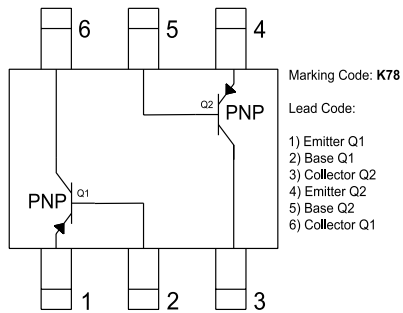 6 5 4
Marking Code: K78
Q2 PNP
Lead Code:
1) Emitter Q1
2) Base Q1
3) Collector Q2
4) Emitter Q2
5) Base Q2
6) Collector Q1
PNP Q1
1 2 3